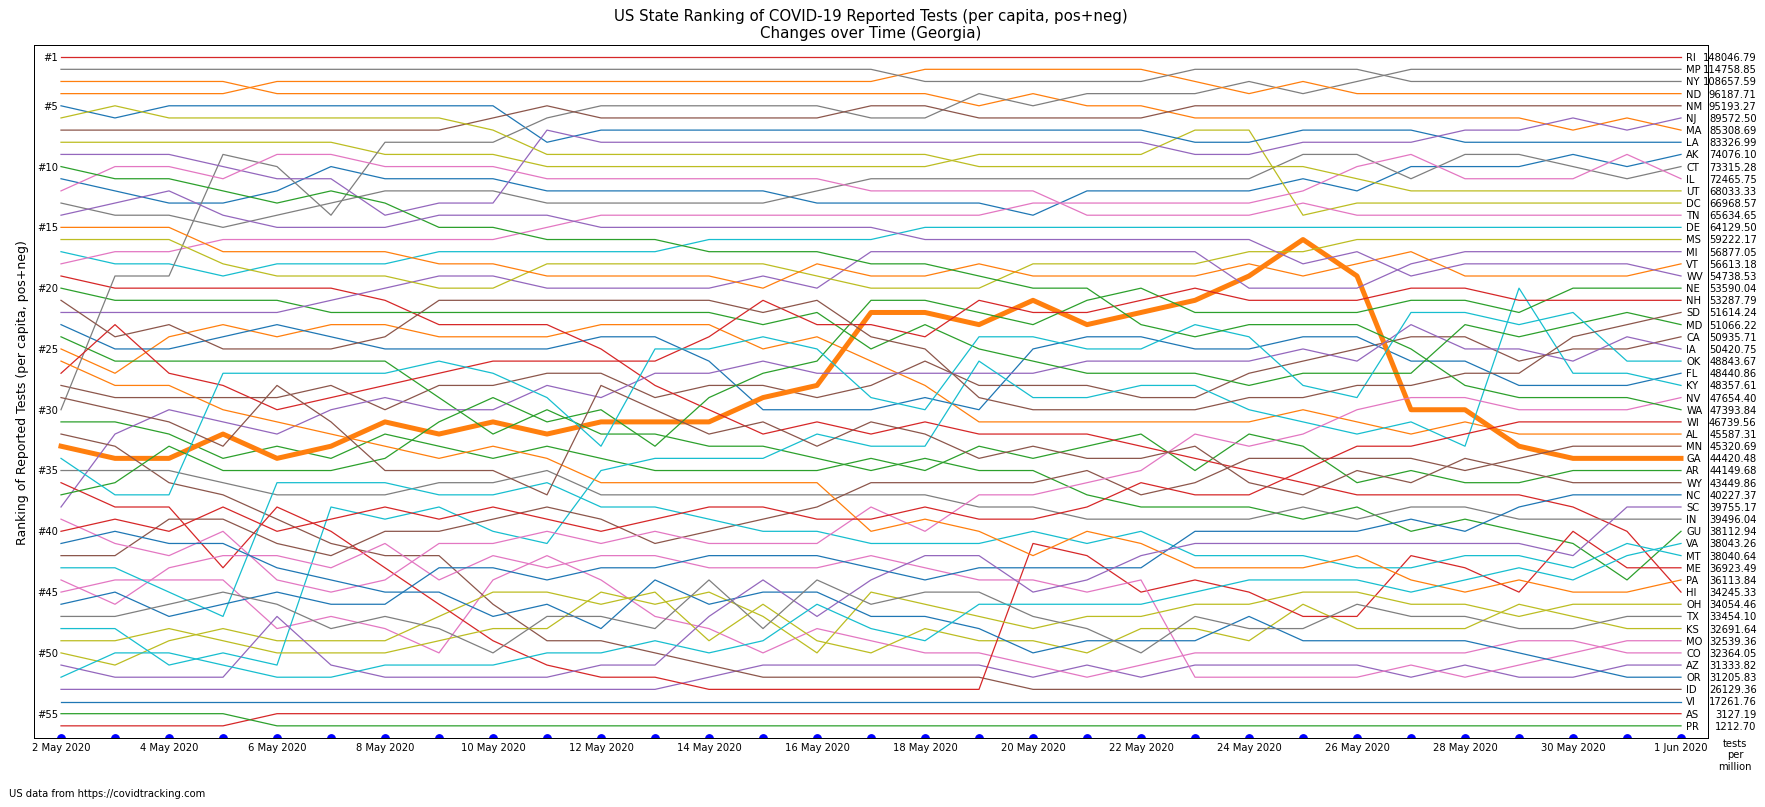 US State Ranking of COVID-19 Reported Tests (per capita, pos+neg)
Changes over Time (Georgia)
Ranking of Reported Tests (per capita, pos+neg)
#1
#5
#10
#15
#20
#25
#30
#35
#40
#45
#50
#55
RI 148046.79
MP 114758.85
NY 108657.59
ND 96187.71
NM 95193.27
NJ 89572.50
MA 85308.69
LA 83326.99
AK 74076.10
CT 73315.28
IL 72465.75
UT 68033.33
DC 66968.57
TN 65634.65
DE 64129.50
MS 59222.17
MI 56877.05
VT 56613.18
WV 54738.53
NE 53590.04
NH 53287.79
SD 51614.24
MD 51066.22
CA 50935.71
IA 50420.75
OK 48843.67
FL 48440.86
KY 48357.61
NV 47654.40
WA 47393.84
WI 46739.56
AL 45587.31
MN 45320.69
GA 44420.48
AR 44149.68
WY 43449.86
NC 40227.37
SC 39755.17
IN 39496.04
GU 38112.94
VA 38043.26
MT 38040.64
ME 36923.49
PA 36113.84
HI 34245.33
OH 34054.46
TX 33454.10
KS 32691.64
MO 32539.36
CO 32364.05
AZ 31333.82
OR 31205.83
ID 26129.36
VI 17261.76
AS 3127.19
PR 1212.70
2 May 2020 4 May 2020 6 May 2020 8 May 2020 10 May 2020 12 May 2020 14 May 2020 16 May 2020 18 May 2020 20 May 2020 22 May 2020 24 May 2020 26 May 2020 28 May 2020 30 May 2020 1 Jun 2020
tests
per
million
US data from https://covidtracking.com